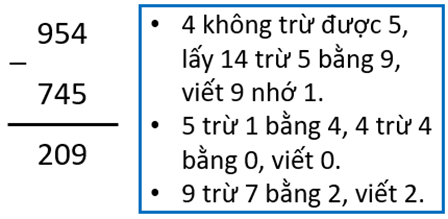 954
–
745
209
• 4 không trừ được 5,
lấy 14 trừ 5 bằng 9,
viết 9 nhớ 1.
• 5 trừ 1 bằng 4, 4 trừ 4
bằng 0, viết 0.
• 9 trừ 7 bằng 2, viết 2.